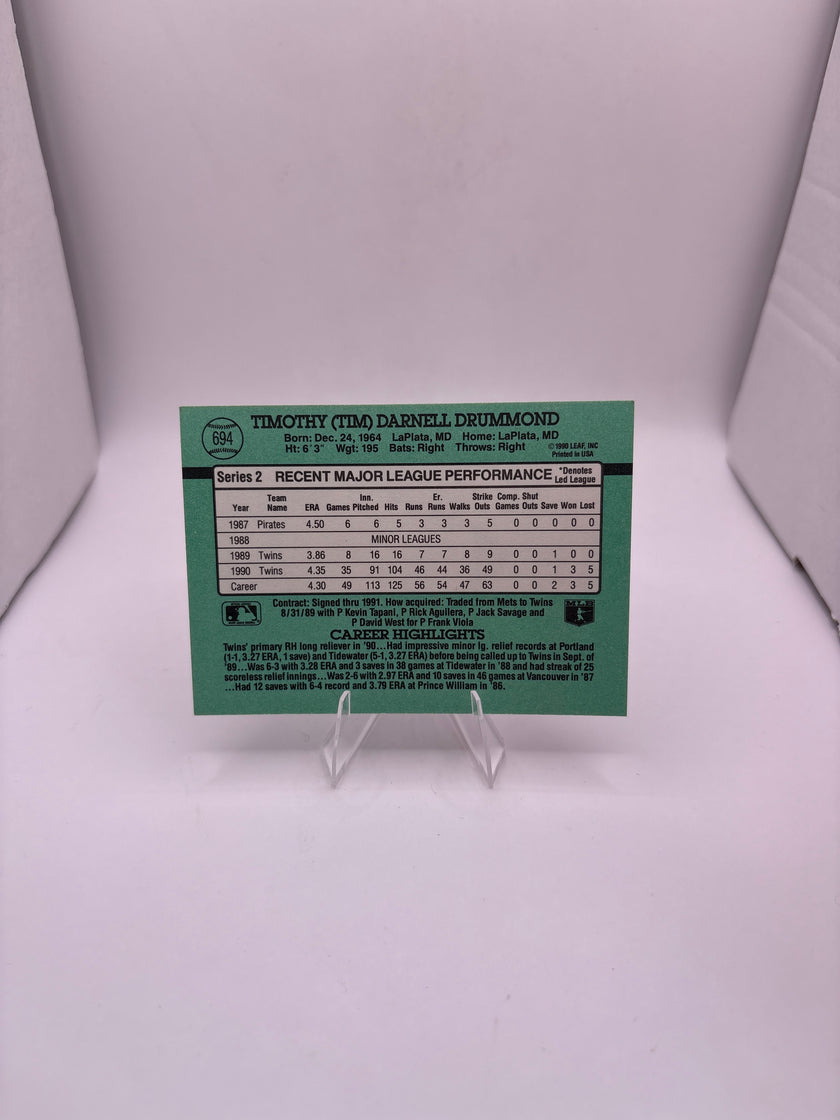 694
TIMOTHY (TIM) DARNELL DRUMMOND
Born: Dec. 24, 1964 LaPlata, MD Home: LaPlata, MD
Ht: 6'3" Wgt: 195 Bats: Right Throws: Right
©1990 LEAF, INC
Printed in USA
Series 2 RECENT MAJOR LEAGUE PERFORMANCE *Denotes Led League
Year Team Name ERA Games Inn. Pitched Hits Runs Er. Runs Walks Strike Outs Comp. Games Shut Outs Save Won Lost
1987 Pirates 4.50 6 6 5 3 3 3 5 0 0 0 0 0
1988 MINOR LEAGUES
1989 Twins 3.86 8 16 16 7 7 8 9 0 0 1 0 0
1990 Twins 4.35 35 91 104 46 44 36 49 0 0 1 3 5
Career 4.30 49 113 125 56 54 47 63 0 0 2 3 5
Contract: Signed thru 1991. How acquired: Traded from Mets to Twins
8/31/89 with P Kevin Tapani, P Rick Aguilera, P Jack Savage and
P David West for P Frank Viola
MLB
CAREER HIGHLIGHTS
Twins' primary RH long reliever in '90...Had impressive minor lg. relief records at Portland
(1-1, 3.27 ERA, 1 save) and Tidewater (5-1, 3.27 ERA) before being called up to Twins in Sept. of
'89...Was 6-3 with 3.28 ERA and 3 saves in 38 games at Tidewater in '88 and had streak of 25
scoreless relief innings...Was 2-6 with 2.97 ERA and 10 saves in 46 games at Vancouver in '87
...Had 12 saves with 6-4 record and 3.79 ERA at Prince William in '86.